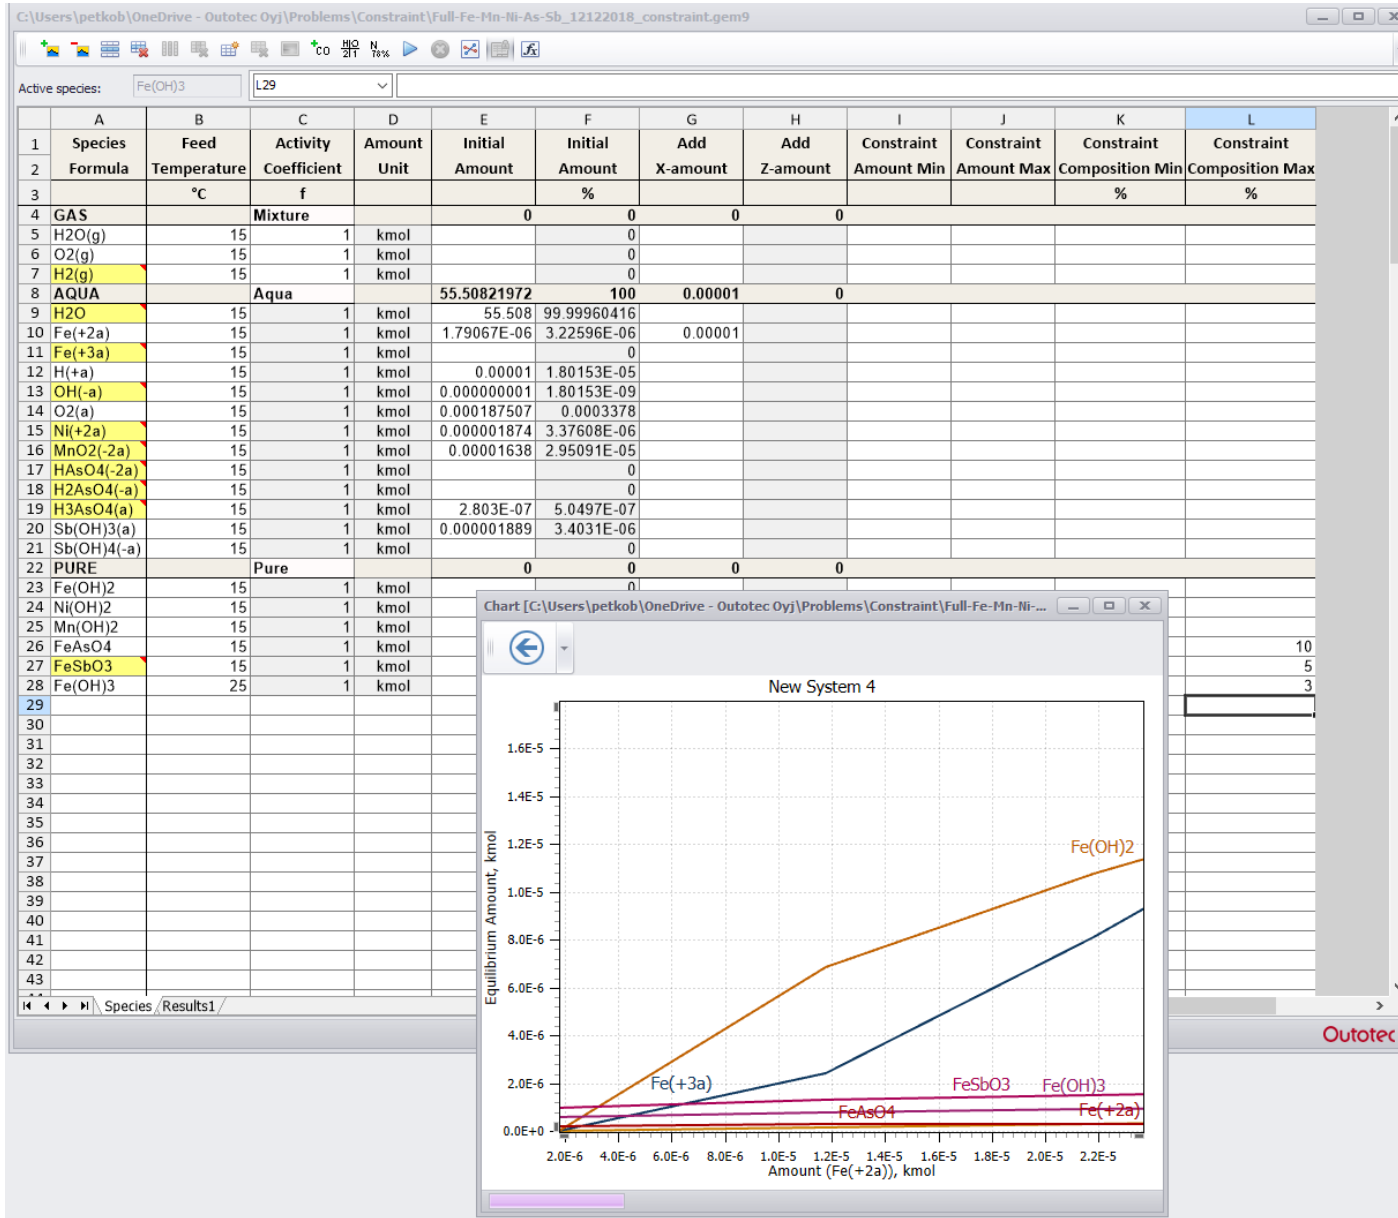 C:\Users\petkob\OneDrive - Outotec Oyj\Problems\Constraint\Full-Fe-Mn-Ni-As-Sb_12122018_constraint.gem9
Active species: Fe(OH)3 L29
A B C D E F G H I J K L
1 Species Feed Activity Amount Initial Initial Add Add Constraint Constraint Constraint Constraint
2 Formula Temperature Coefficient Unit Amount Amount X-amount Z-amount Amount Min Amount Max Composition Min Composition Max
3 °C f % % %
4 GAS Mixture 0 0 0 0
5 H2O(g) 15 1 kmol 0
6 O2(g) 15 1 kmol 0
7 H2(g) 15 1 kmol 0
8 AQUA Aqua 55.50821972 100 0.00001 0
9 H2O 15 1 kmol 55.508 99.99960416
10 Fe(+2a) 15 1 kmol 1.79067E-06 3.22596E-06 0.00001
11 Fe(+3a) 15 1 kmol 0
12 H(+a) 15 1 kmol 0.00001 1.80153E-05
13 OH(-a) 15 1 kmol 0.000000001 1.80153E-09
14 O2(a) 15 1 kmol 0.000187507 0.0003378
15 Ni(+2a) 15 1 kmol 0.000001874 3.37608E-06
16 MnO2(-2a) 15 1 kmol 0.00001638 2.95091E-05
17 HAsO4(-2a) 15 1 kmol 0
18 H2AsO4(-a) 15 1 kmol 0
19 H3AsO4(a) 15 1 kmol 2.803E-07 5.0497E-07
20 Sb(OH)3(a) 15 1 kmol 0.000001889 3.4031E-06
21 Sb(OH)4(-a) 15 1 kmol 0
22 PURE Pure 0 0 0 0
23 Fe(OH)2 15 1 kmol 0
24 Ni(OH)2 15 1 kmol
25 Mn(OH)2 15 1 kmol
26 FeAsO4 15 1 kmol 10
27 FeSbO3 15 1 kmol 5
28 Fe(OH)3 25 1 kmol 3
29
30
31
32
33
34
35
36
37
38
39
40
41
42
43
Species Results1
Outotec
Chart [C:\Users\petkob\OneDrive - Outotec Oyj\Problems\Constraint\Full-Fe-Mn-Ni-...
New System 4
Equilibrium Amount, kmol
1.6E-5
1.4E-5
1.2E-5
1.0E-5
8.0E-6
6.0E-6
4.0E-6
2.0E-6
0.0E+0
Fe(OH)2
Fe(+3a) FeSbO3 Fe(OH)3
FeAsO4 Fe(+2a)
2.0E-6 4.0E-6 6.0E-6 8.0E-6 1.0E-5 1.2E-5 1.4E-5 1.6E-5 1.8E-5 2.0E-5 2.2E-5
Amount (Fe(+2a)), kmol